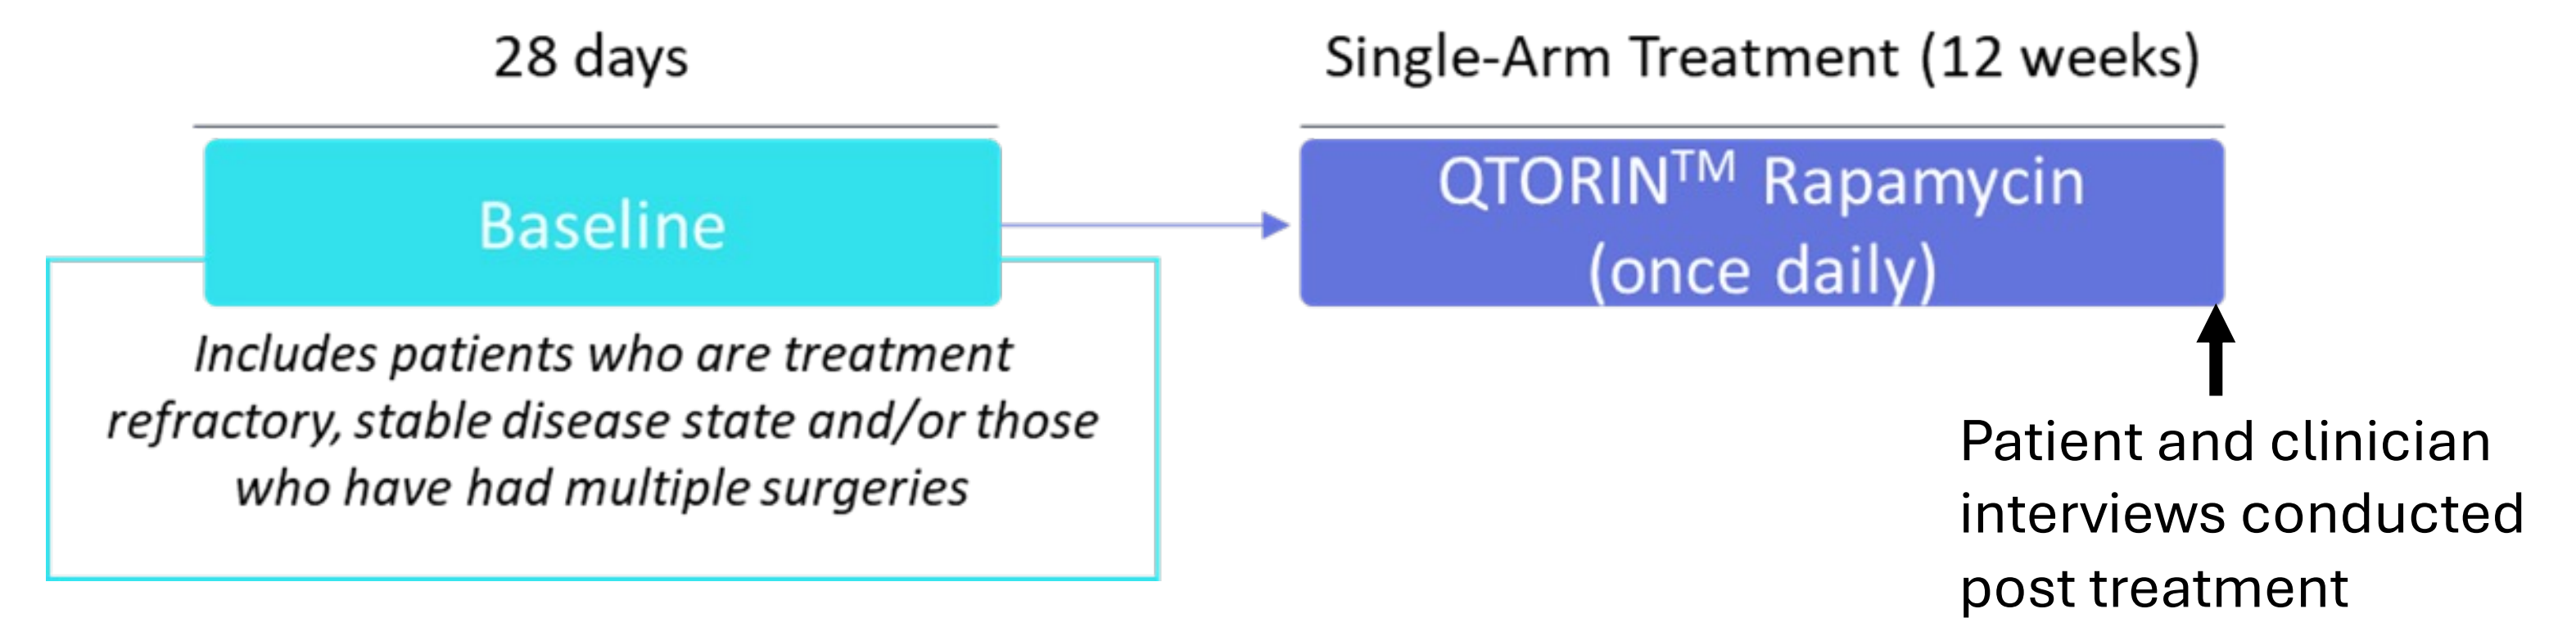 28 days
Baseline
Includes patients who are treatment
refractory, stable disease state and/or those
who have had multiple surgeries
Single-Arm Treatment (12 weeks)
QTORIN™ Rapamycin
(once daily)
Patient and clinician
interviews conducted
post treatment